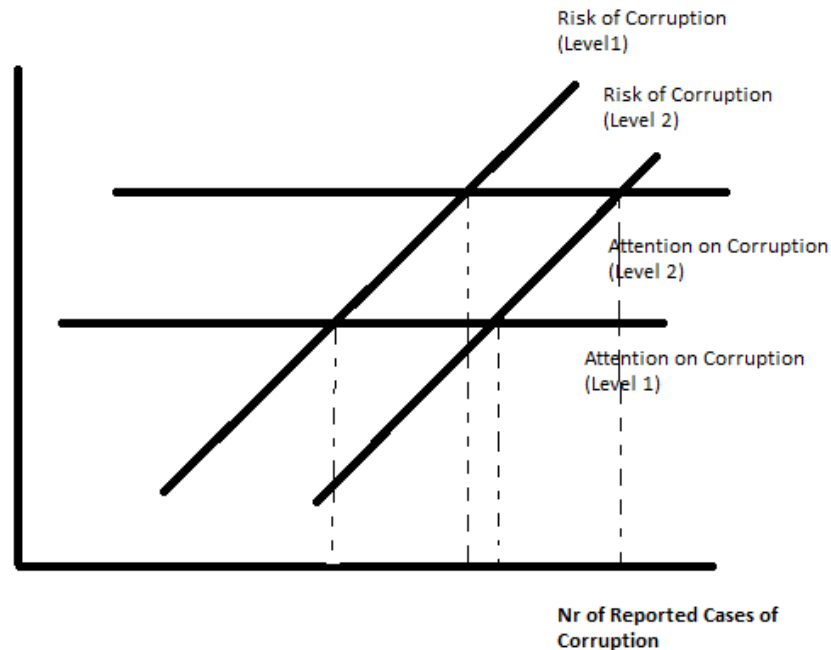 Risk of Corruption
(Level1)
Risk of Corruption
(Level 2)
Attention on Corruption
(Level 2)
Attention on Corruption
(Level 1)
Nr of Reported Cases of
Corruption